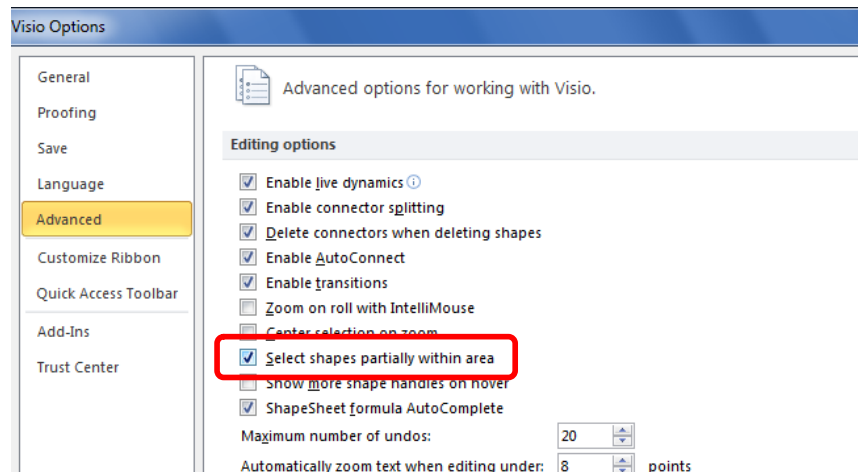 Visio Options
General
Proofing
Save
Language
Advanced
Customize Ribbon
Quick Access Toolbar
Add-Ins
Trust Center
Advanced options for working with Visio.
Editing options
Enable live dynamics
Enable connector splitting
Delete connectors when deleting shapes
Enable AutoConnect
Enable transitions
Zoom on roll with IntelliMouse
Center selection on zoom
Select shapes partially within area
Show more shape handles on hover
ShapeSheet formula AutoComplete
Maximum number of undos: 20
Automatically zoom text when editing under: 8 points